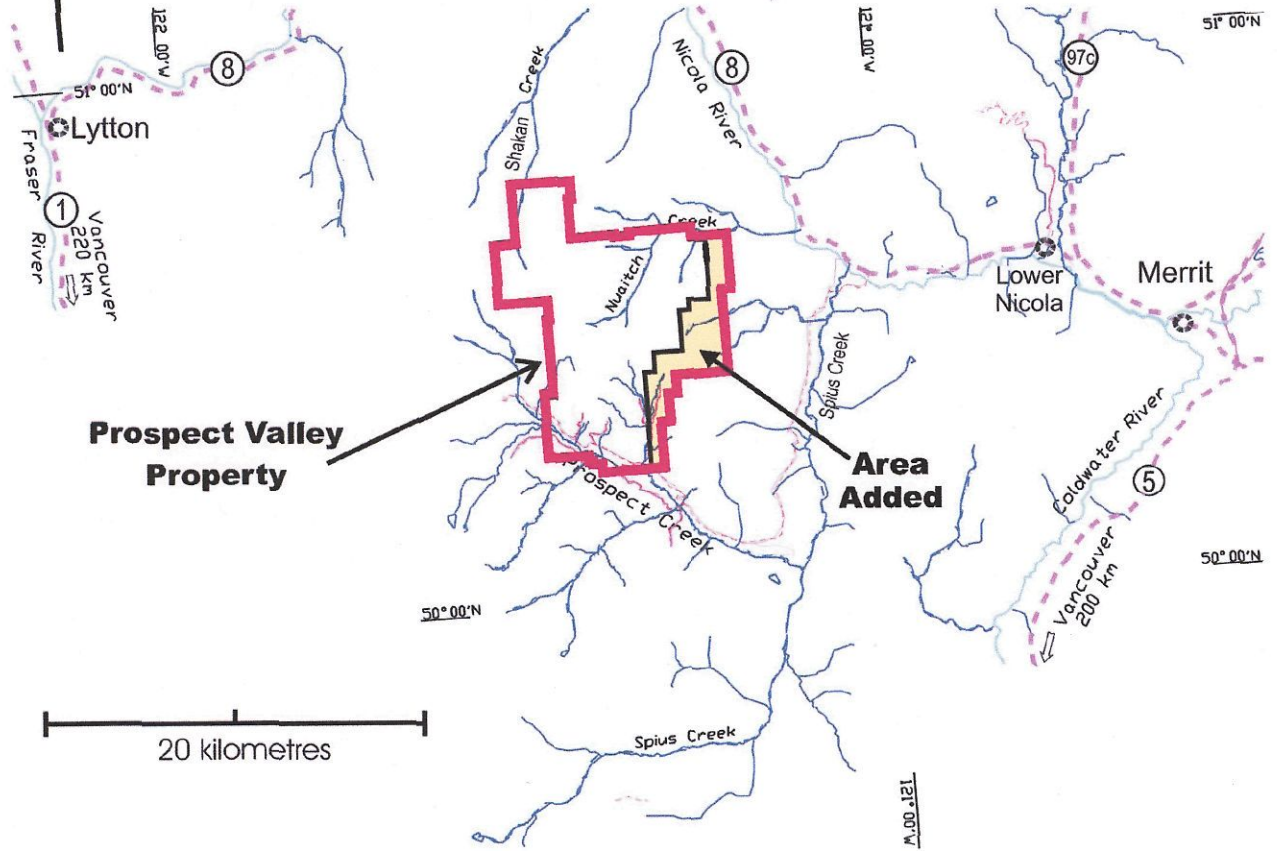 122° 00'W
8
51° 00'N
Lytton
Fraser
River
1
Vancouver
220 km
Shakan Creek
Nicola River
8
121° 00'W
51° 00'N
97c
Creek
Nuaitch
Lower
Nicola
Merrit
Spius Creek
Prospect Valley
Property
Area
Added
Prospect Creek
Coldwater River
5
Vancouver
200 km
50° 00'N
50° 00'N
20 kilometres
Spius Creek
121° 00'W